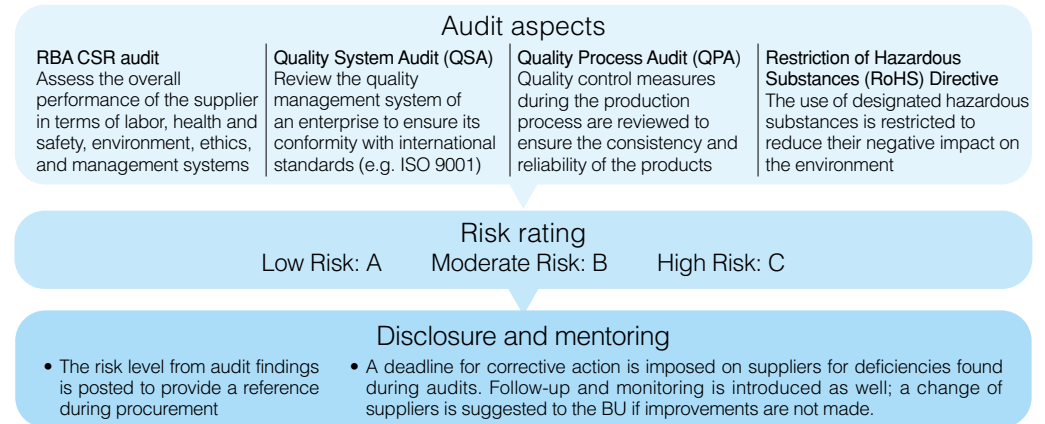 Audit aspects
RBA CSR audit
Assess the overall
performance of the supplier
in terms of labor, health and
safety, environment, ethics,
and management systems
Quality System Audit (QSA)
Review the quality
management system of
an enterprise to ensure its
conformity with international
standards (e.g. ISO 9001)
Quality Process Audit (QPA)
Quality control measures
during the production
process are reviewed to
ensure the consistency and
reliability of the products
Restriction of Hazardous
Substances (RoHS) Directive
The use of designated hazardous
substances is restricted to
reduce their negative impact on
the environment
Risk rating
Low Risk: A Moderate Risk: B High Risk: C
Disclosure and mentoring
• The risk level from audit findings
is posted to provide a reference
during procurement
• A deadline for corrective action is imposed on suppliers for deficiencies found
during audits. Follow-up and monitoring is introduced as well; a change of
suppliers is suggested to the BU if improvements are not made.